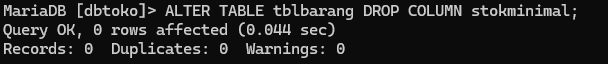 MariaDB [dbtoko]> ALTER TABLE tblbarang DROP COLUMN stokminimal;
Query OK, 0 rows affected (0.044 sec)
Records: 0  Duplicates: 0  Warnings: 0